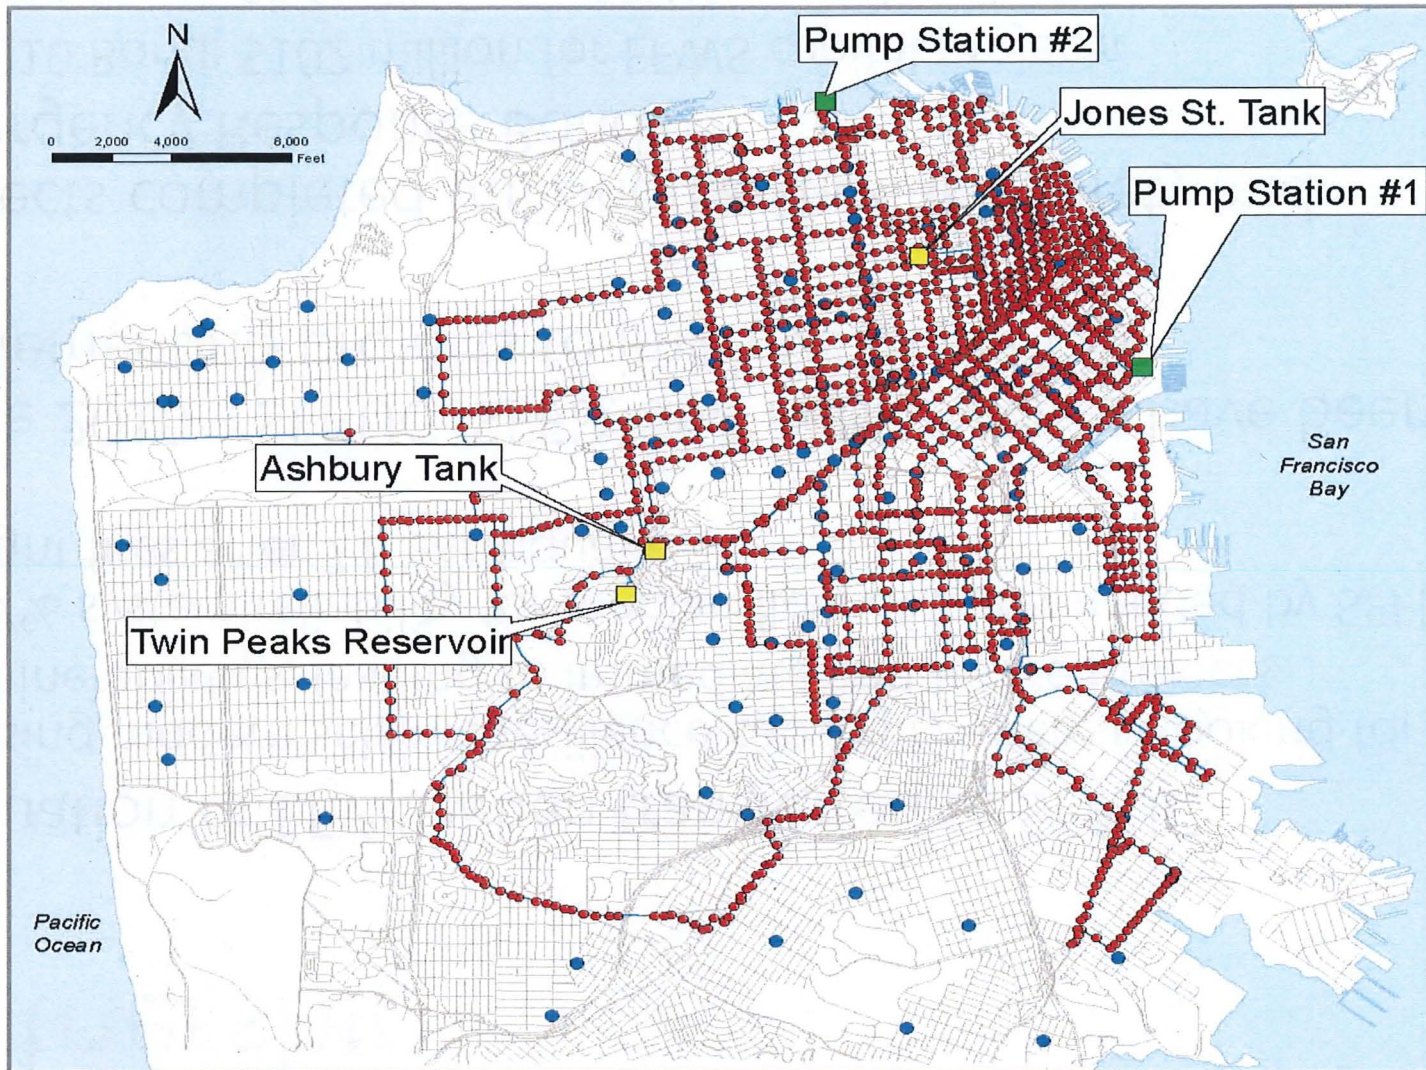 Pump Station #2
N
Jones St. Tank
0 2,000 4,000 8,000
Feet
Pump Station #1
San
Francisco
Bay
Ashbury Tank
Twin Peaks Reservoir
Pacific
Ocean